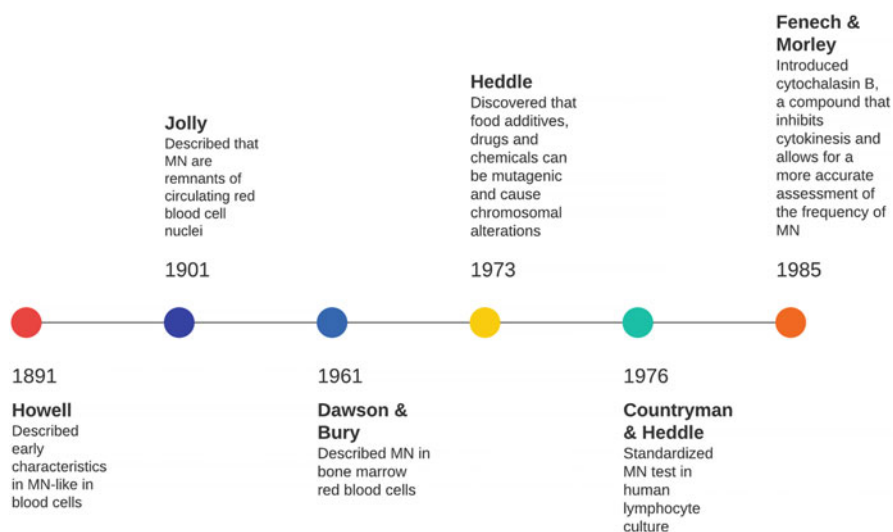 1891
Howell
Described
early
characteristics
in MN-like in
blood cells
Jolly
Described that
MN are
remnants of
circulating red
blood cell
nuclei
1901
1961
Dawson &
Bury
Described MN in
bone marrow
red blood cells
Heddle
Discovered that
food additives,
drugs and
chemicals can
be mutagenic
and cause
chromosomal
alterations
1973
1976
Countryman
& Heddle
Standardized
MN test in
human
lymphocyte
culture
Fenech &
Morley
Introduced
cytochalasin B,
a compound that
inhibits
cytokinesis and
allows for a
more accurate
assessment of
the frequency of
MN
1985